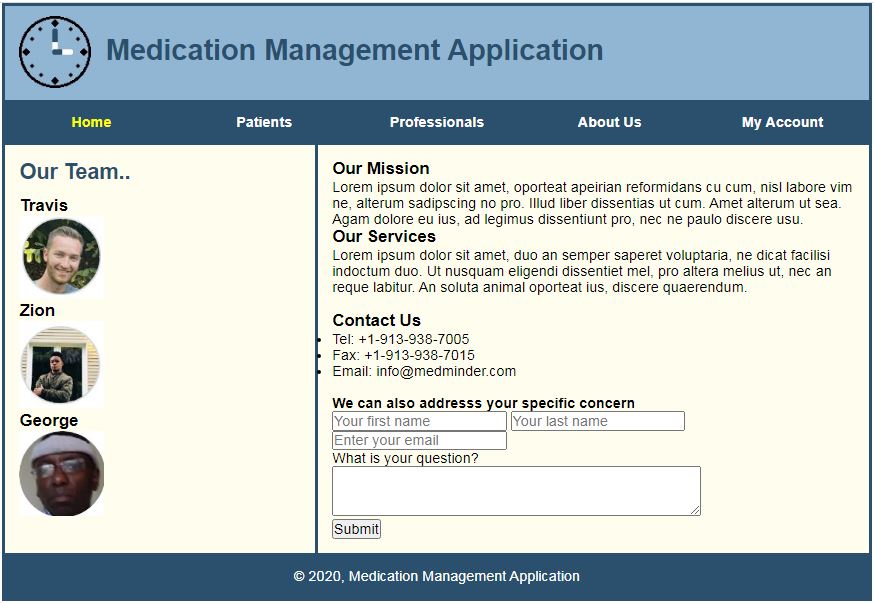 Medication Management Application
Home Patients Professionals About Us My Account
Our Team..
Travis
Zion
George
Our Mission
Lorem ipsum dolor sit amet, oporteat apeirian reformidans cu cum, nisl labore vim
ne, alterum sadipscing no pro. Illud liber dissentias ut cum. Amet alterum ut sea.
Agam dolore eu ius, ad legimus dissentiunt pro, nec ne paulo discere usu.
Our Services
Lorem ipsum dolor sit amet, duo an semper saperet voluptaria, ne dicat facilisi
indoctum duo. Ut nusquam eligendi dissentiet mel, pro altera melius ut, nec an
reque labitur. An soluta animal oporteat ius, discere quaerendum.
Contact Us
Tel: +1-913-938-7005
Fax: +1-913-938-7015
Email: info@medminder.com
We can also addresss your specific concern
Your first name Your last name
Enter your email
What is your question?
Submit
© 2020, Medication Management Application